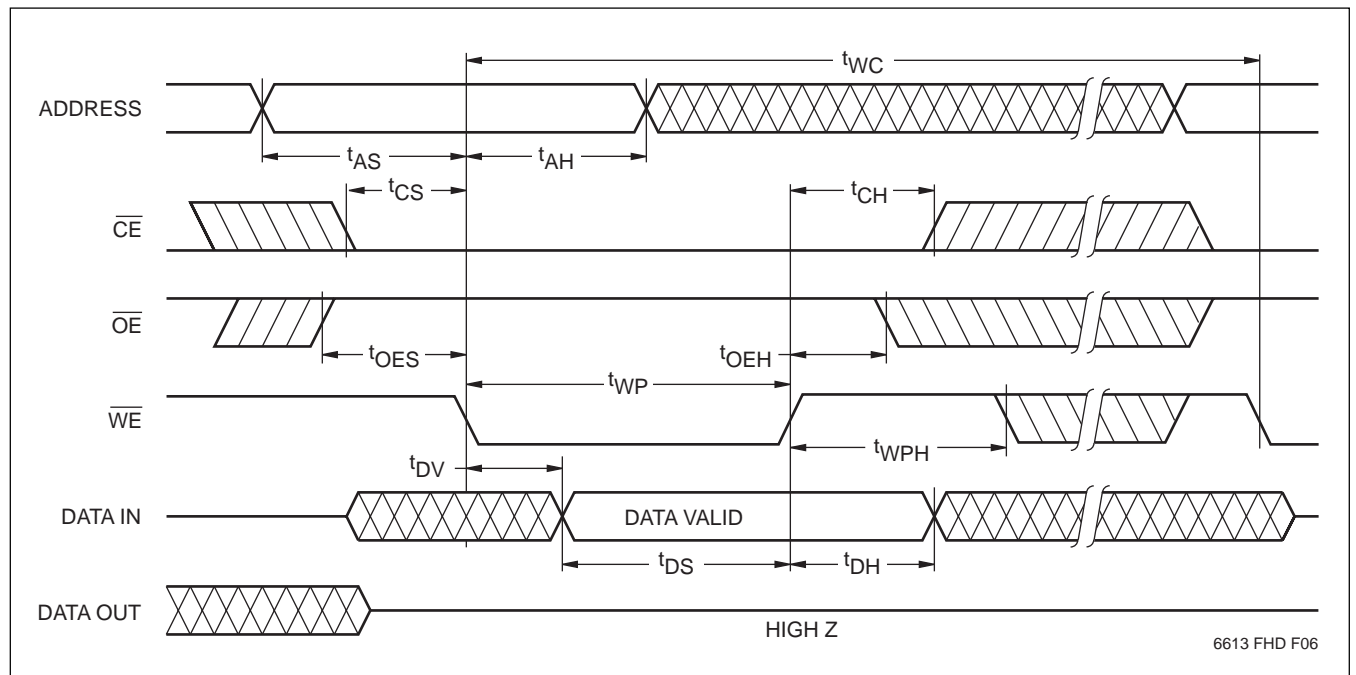 tWC
ADDRESS
tAS
tAH
tCS
tCH
CE
OE
tOES
tOEH
tWP
WE
tWPH
tDV
DATA IN
DATA VALID
tDS
tDH
DATA OUT
HIGH Z
6613 FHD F06